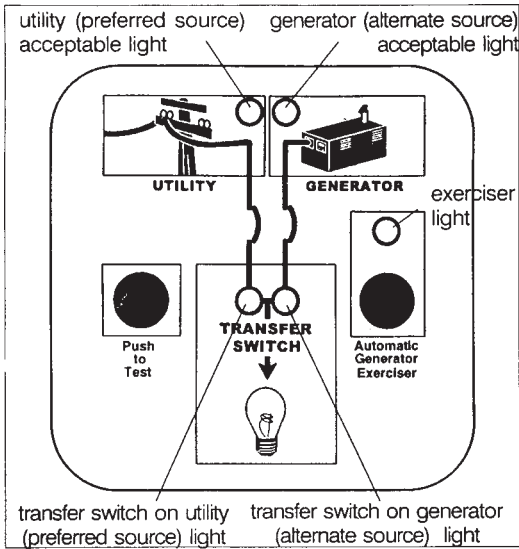 utility (preferred source)
acceptable light
generator (alternate source)
acceptable light
UTILITY
GENERATOR
exerciser
light
Push
to
Test
TRANSFER
SWITCH
Automatic
Generator
Exerciser
transfer switch on utility
(preferred source) light
transfer switch on generator
(alternate source) light